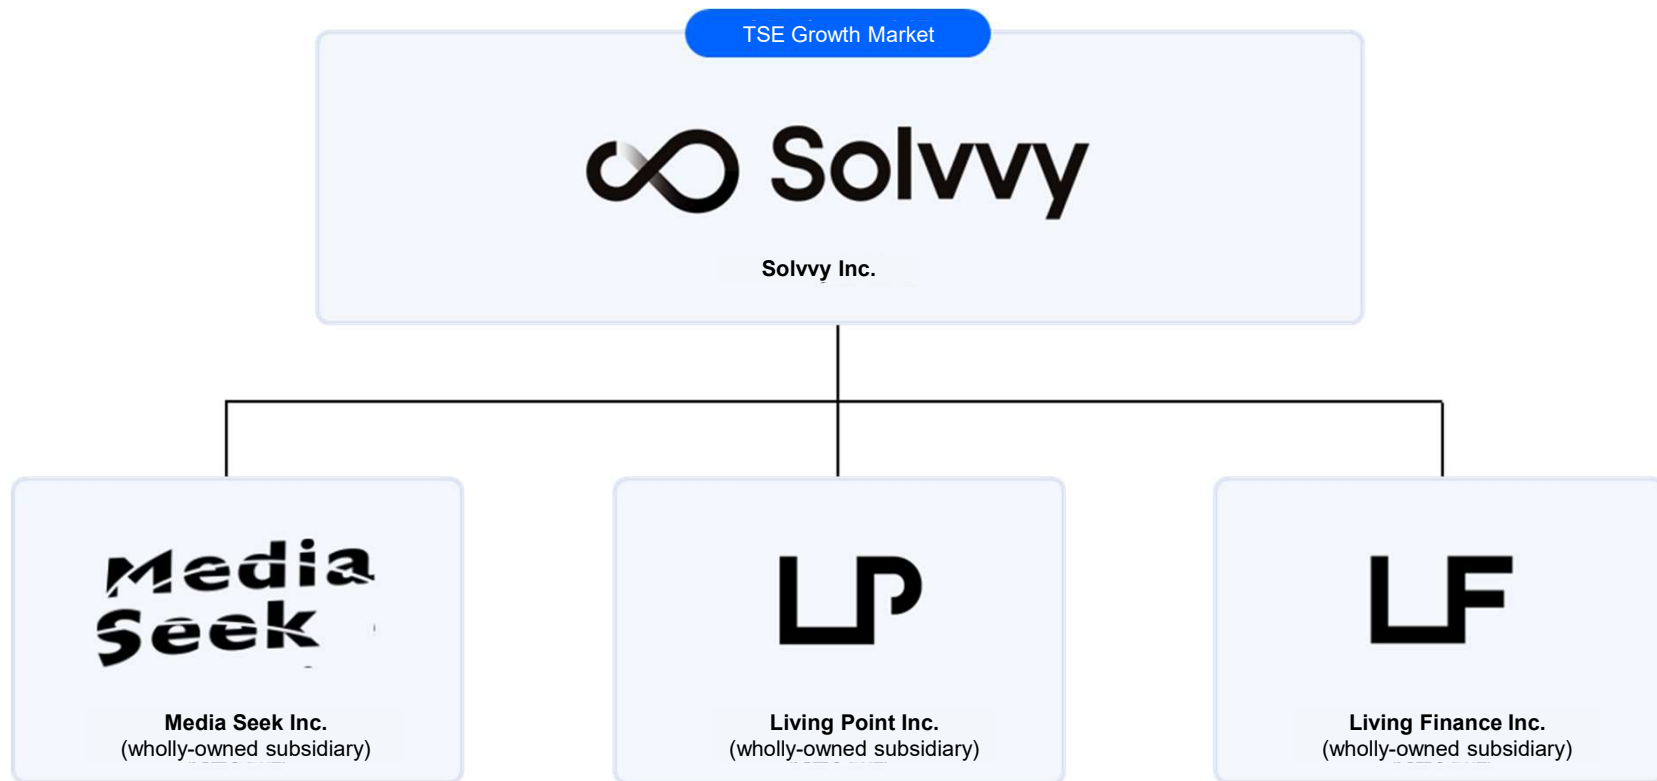 TSE Growth Market
Solvvy
Solvvy Inc.
Media
Seek
LP
LF
Media Seek Inc.
(wholly-owned subsidiary)
Living Point Inc.
(wholly-owned subsidiary)
Living Finance Inc.
(wholly-owned subsidiary)